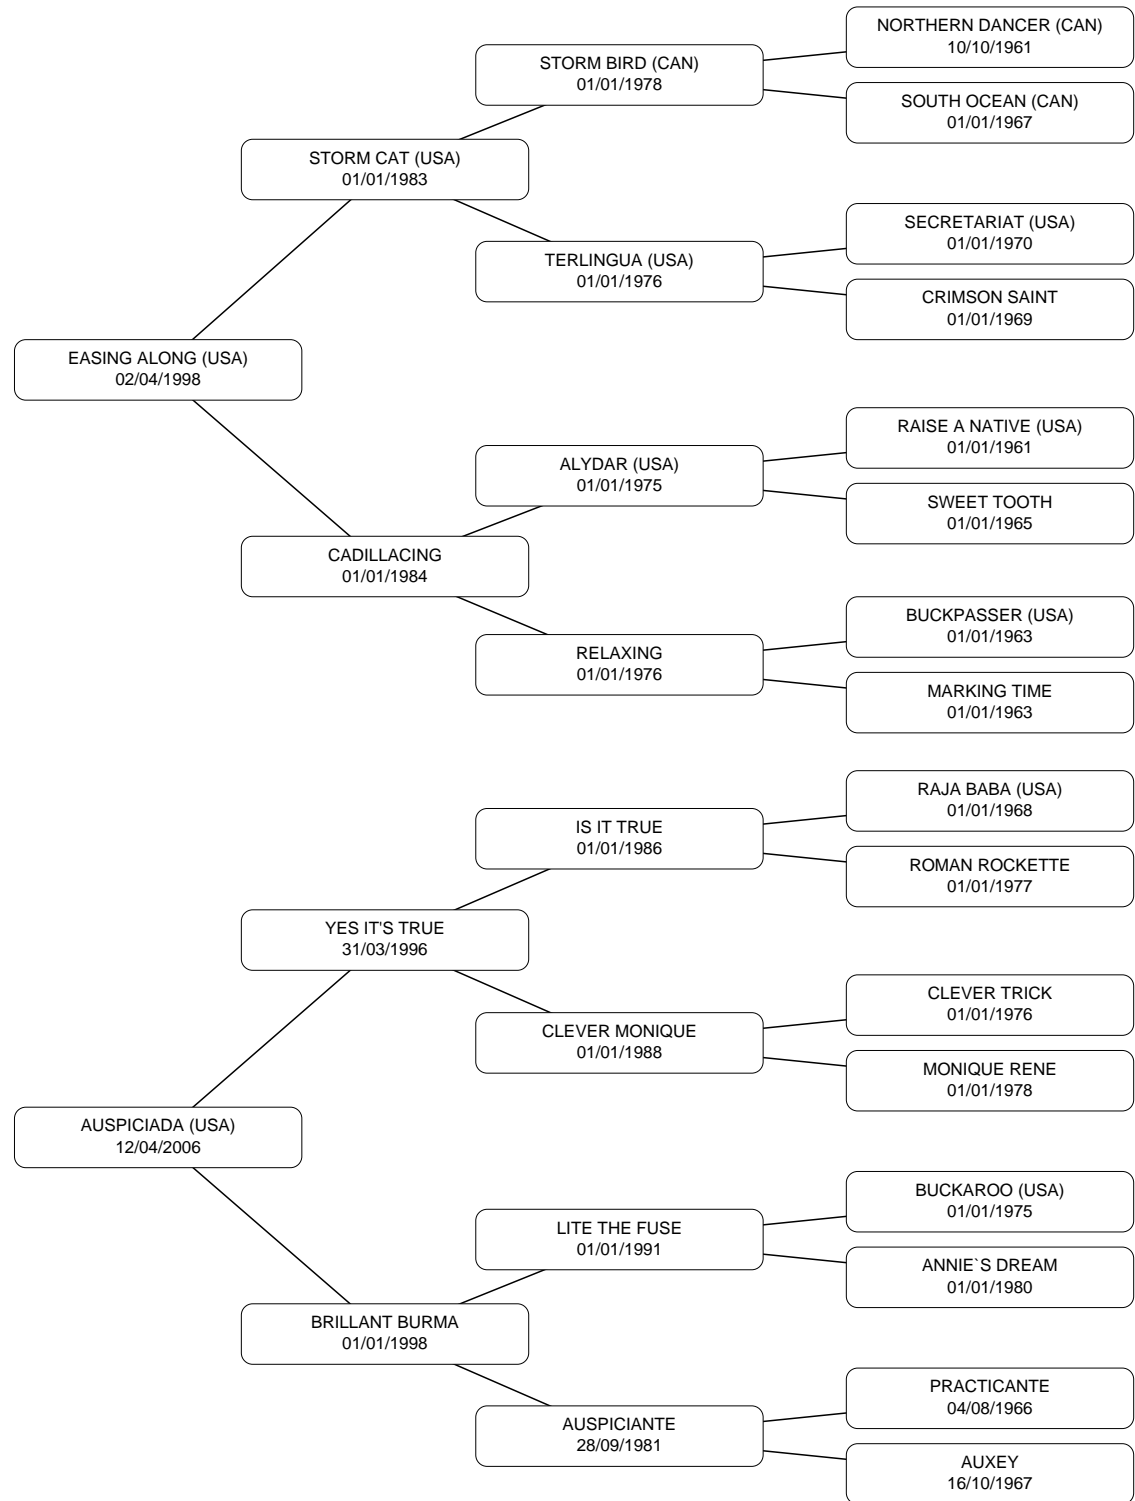 NORTHERN DANCER (CAN)
10/10/1961
STORM BIRD (CAN)
01/01/1978
SOUTH OCEAN (CAN)
01/01/1967
STORM CAT (USA)
01/01/1983
SECRETARIAT (USA)
01/01/1970
TERLINGUA (USA)
01/01/1976
CRIMSON SAINT
01/01/1969
EASING ALONG (USA)
02/04/1998
RAISE A NATIVE (USA)
01/01/1961
ALYDAR (USA)
01/01/1975
SWEET TOOTH
01/01/1965
CADILLACING
01/01/1984
BUCKPASSER (USA)
01/01/1963
RELAXING
01/01/1976
MARKING TIME
01/01/1963
RAJA BABA (USA)
01/01/1968
IS IT TRUE
01/01/1986
ROMAN ROCKETTE
01/01/1977
YES IT'S TRUE
31/03/1996
CLEVER TRICK
01/01/1976
CLEVER MONIQUE
01/01/1988
MONIQUE RENE
01/01/1978
AUSPICIADA (USA)
12/04/2006
BUCKAROO (USA)
01/01/1975
LITE THE FUSE
01/01/1991
ANNIE`S DREAM
01/01/1980
BRILLANT BURMA
01/01/1998
PRACTICANTE
04/08/1966
AUSPICIANTE
28/09/1981
AUXEY
16/10/1967